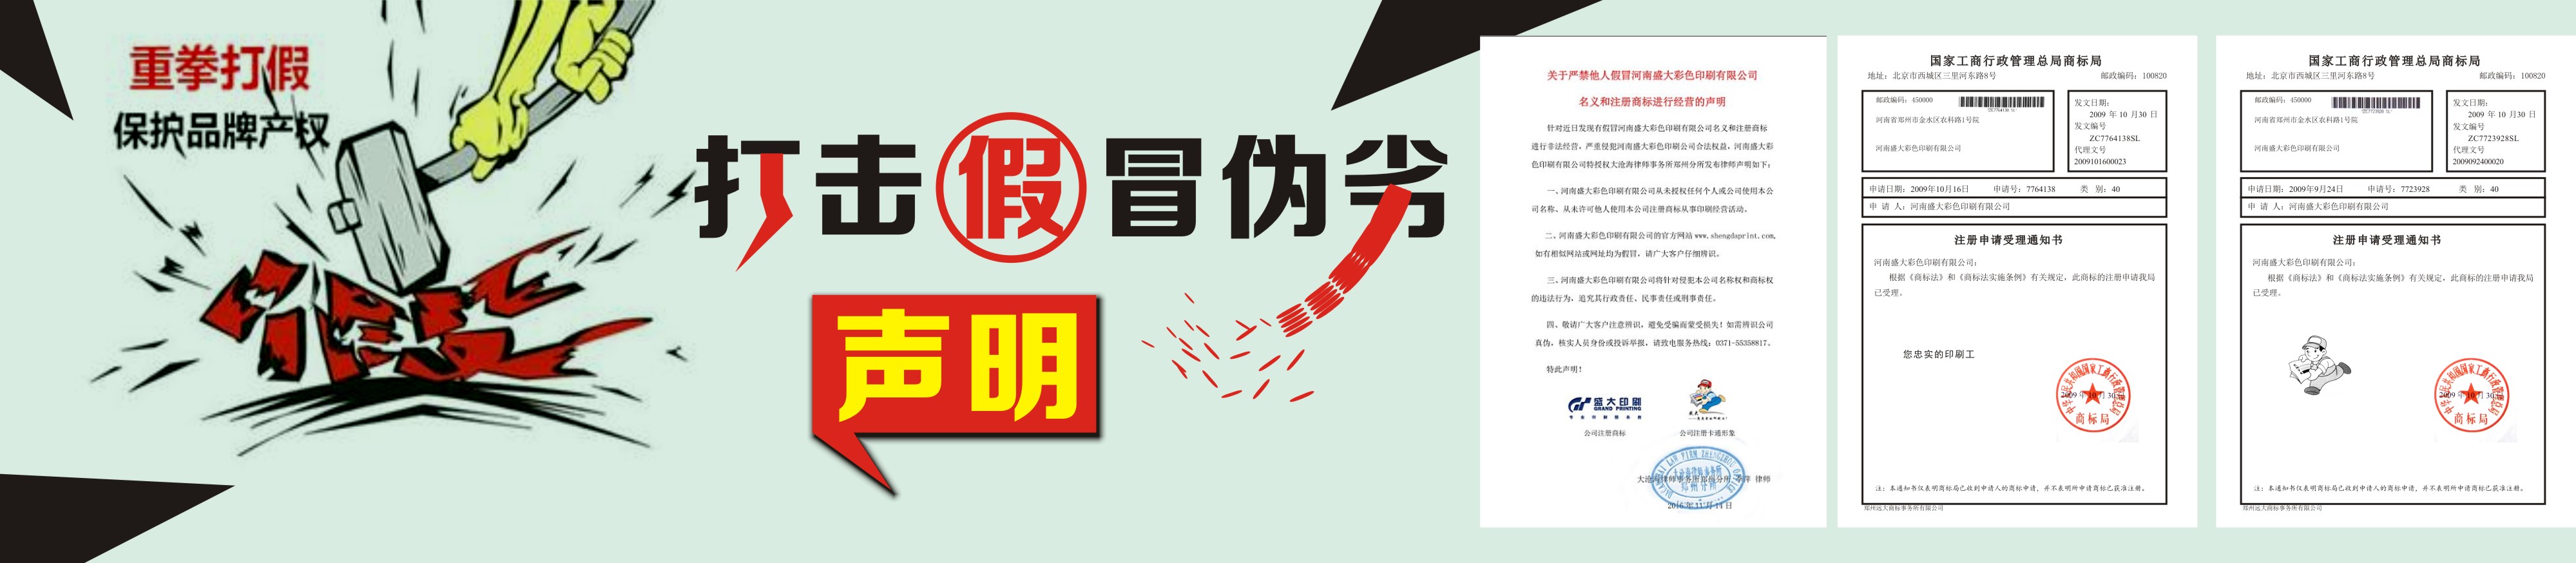 重拳打假
保护品牌产权
假
打击假冒伪劣
声明
关于严禁他人假冒河南盛大彩色印刷有限公司
名义和注册商标进行经营的声明
针对近日发现有假冒河南盛大彩色印刷有限公司名义和注册商标
进行非法经营，严重侵犯河南盛大彩色印刷有限公司合法权益，河南盛大彩
色印刷有限公司特授权大沧海律师事务所郑州分所发布律师声明如下：
一、河南盛大彩色印刷有限公司从未授权任何个人或公司使用本公
司名称、从未许可他人使用本公司注册商标从事印刷经营活动。
二、河南盛大彩色印刷有限公司的官方网站 www.shengdaprint.com，
如有相似网站或网址均为假冒，请广大客户仔细辨识。
三、河南盛大彩色印刷有限公司将针对侵犯本公司名称权和商标权
的违法行为，追究其行政责任、民事责任或刑事责任。
四、敬请广大客户注意辨识，避免受骗而蒙受损失！如需辨识公司
真伪，核实人员身份或投诉举报，请致电服务热线：0371-55358817。
特此声明！
盛大印刷
GRAND PRINTING
专业印刷服务商
公司注册商标
公司注册卡通形象
大沧海律师事务所郑州分所 律师
2016年11月14日
国家工商行政管理总局商标局
地址：北京市西城区三里河东路8号 邮政编码：100820
邮政编码：450000
河南省郑州市金水区农科路1号院
河南盛大彩色印刷有限公司
发文日期：
2009 年 10 月30 日
发文编号
ZC7764138SL
代理文号
2009101600023
申请日期：2009年10月16日 申请号：7764138 类 别：40
申 请 人：河南盛大彩色印刷有限公司
注册申请受理通知书
河南盛大彩色印刷有限公司：
根据《商标法》和《商标法实施条例》有关规定，此商标的注册申请我局
已受理。
您忠实的印刷工
2009 年 10 月 30 日
商标局
注：本通知书仅表明商标局已收到申请人的商标申请，并不表明所申请商标已获准注册。
郑州远大商标事务所有限公司
国家工商行政管理总局商标局
地址：北京市西城区三里河东路8号 邮政编码：100820
邮政编码：450000
河南省郑州市金水区农科路1号院
河南盛大彩色印刷有限公司
发文日期：
2009 年 10 月30 日
发文编号
ZC7723928SL
代理文号
2009092400020
申请日期：2009年9月24日 申请号：7723928 类 别：40
申 请 人：河南盛大彩色印刷有限公司
注册申请受理通知书
河南盛大彩色印刷有限公司：
根据《商标法》和《商标法实施条例》有关规定，此商标的注册申请我局
已受理。
2009 年 10 月 30 日
商标局
注：本通知书仅表明商标局已收到申请人的商标申请，并不表明所申请商标已获准注册。
郑州远大商标事务所有限公司